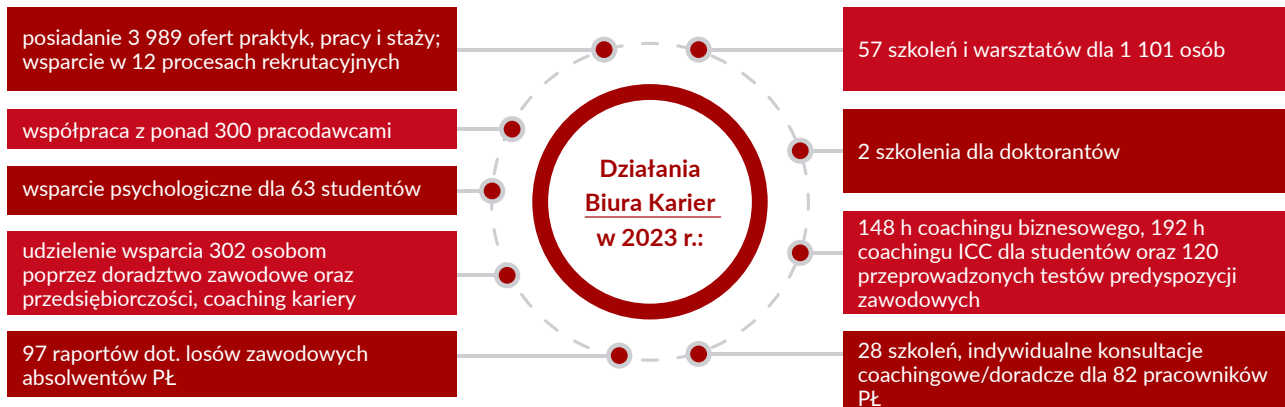 posiadanie 3 989 ofert praktyk, pracy i staży;
wsparcie w 12 procesach rekrutacyjnych
współpraca z ponad 300 pracodawcami
wsparcie psychologiczne dla 63 studentów
udzielenie wsparcia 302 osobom
poprzez doradztwo zawodowe oraz
przedsiębiorczości, coaching kariery
97 raportów dot. losów zawodowych
absolwentów PŁ
Działania
Biura Karier
w 2023 r.:
57 szkoleń i warsztatów dla 1 101 osób
2 szkolenia dla doktorantów
148 h coachingu biznesowego, 192 h
coachingu ICC dla studentów oraz 120
przeprowadzonych testów predyspozycji
zawodowych
28 szkoleń, indywidualne konsultacje
coachingowe/doradcze dla 82 pracowników
PŁ